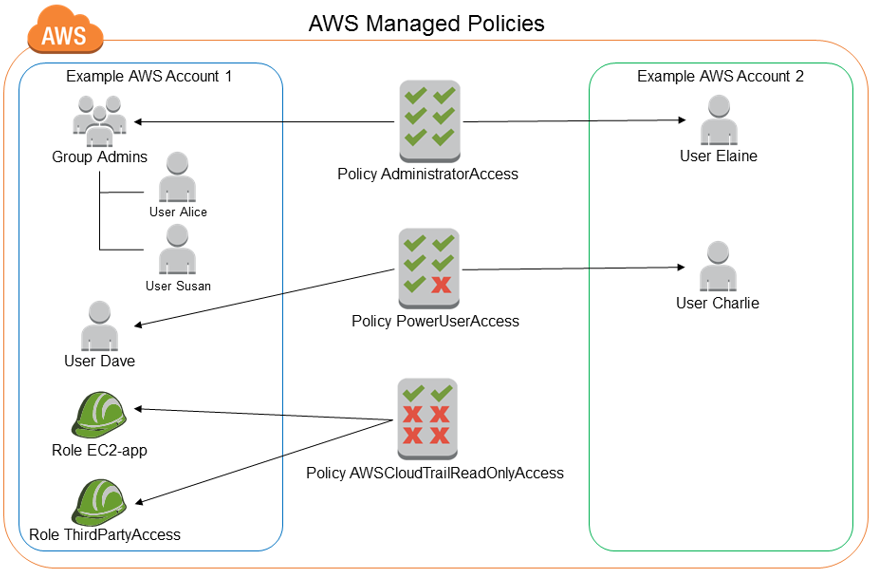 AWS Managed Policies
AWS
Example AWS Account 1
Group Admins
User Alice
User Susan
User Dave
Role EC2-app
Role ThirdPartyAccess
Policy AdministratorAccess
Policy PowerUserAccess
Policy AWSCloudTrailReadOnlyAccess
Example AWS Account 2
User Elaine
User Charlie